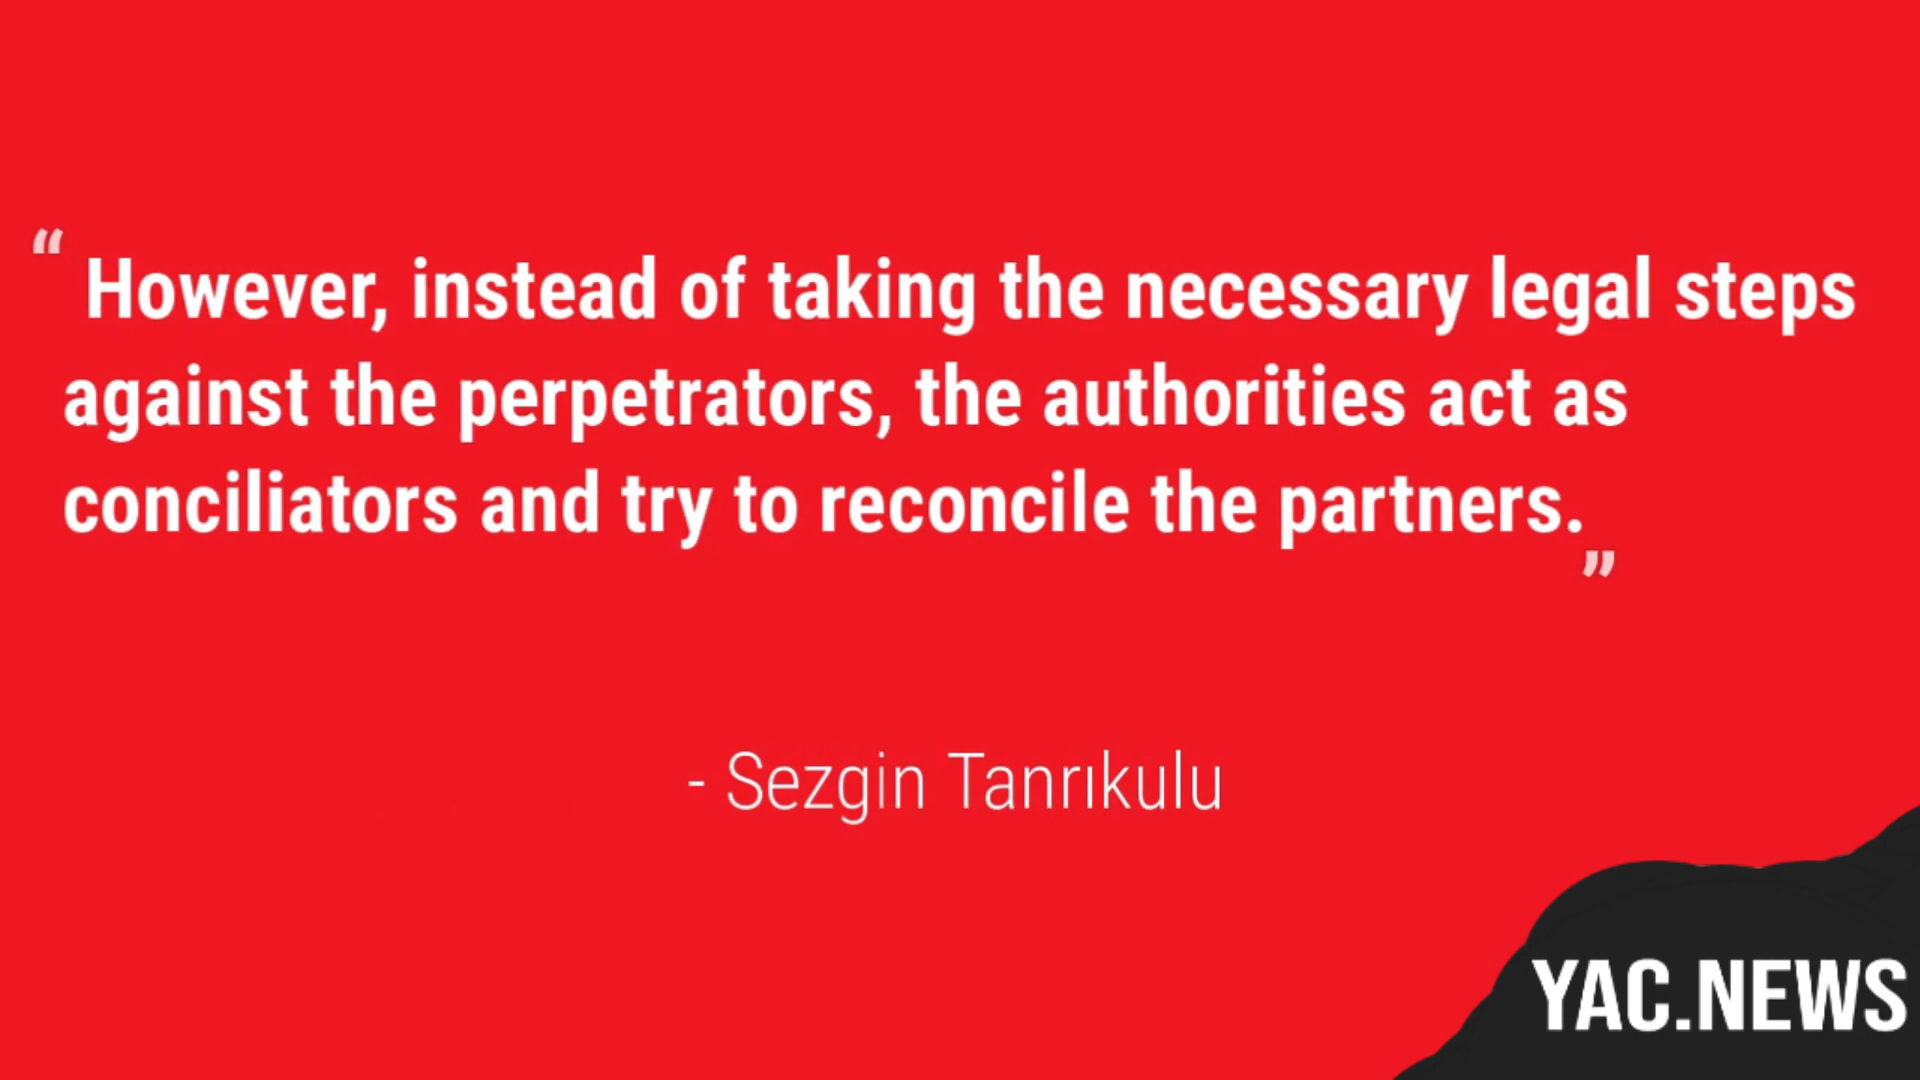 “ However, instead of taking the necessary legal steps
against the perpetrators, the authorities act as
conciliators and try to reconcile the partners. ”
- Sezgin Tanrıkulu
YAC.NEWS